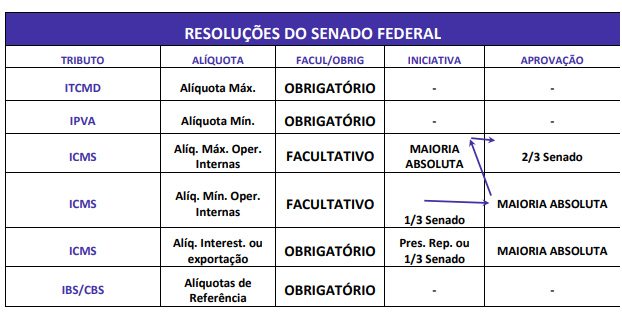 RESOLUÇÕES DO SENADO FEDERAL
TRIBUTO ALÍQUOTA FACUL/OBRIG INICIATIVA APROVAÇÃO
ITCMD Alíquota Máx. OBRIGATÓRIO - -
IPVA Alíquota Mín. OBRIGATÓRIO - -
ICMS Alíq. Máx. Oper. Internas FACULTATIVO MAIORIA ABSOLUTA 2/3 Senado
ICMS Alíq. Mín. Oper. Internas FACULTATIVO 1/3 Senado MAIORIA ABSOLUTA
ICMS Alíq. Interest. ou exportação OBRIGATÓRIO Pres. Rep. ou 1/3 Senado MAIORIA ABSOLUTA
IBS/CBS Alíquotas de Referência OBRIGATÓRIO - -